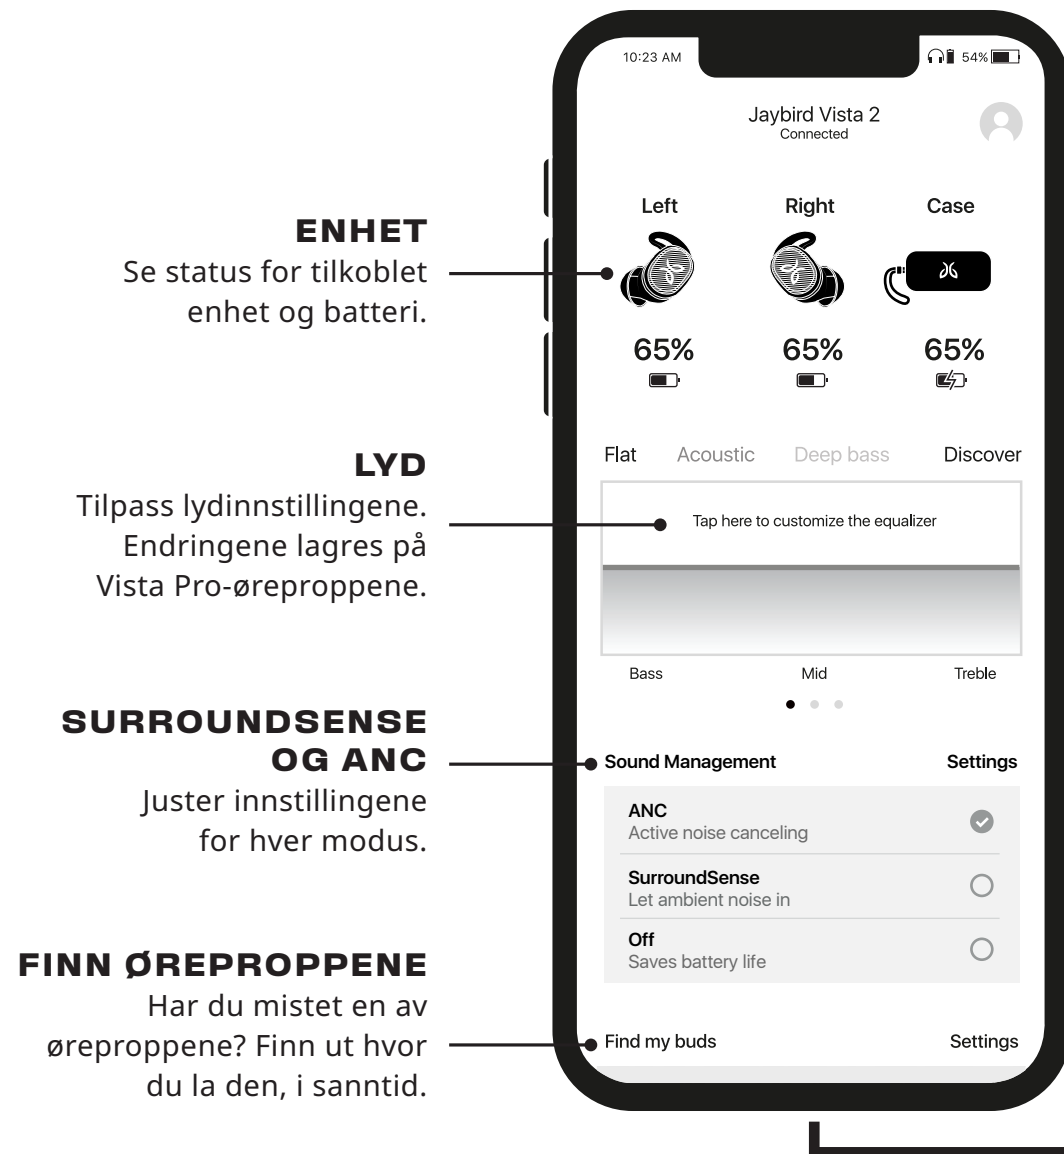 ENHET
Se status for tilkoblet
enhet og batteri.
LYD
Tilpass lydinnstillingene.
Endringene lagres på
Vista Pro-øreproppene.
SURROUNDSENSE
OG ANC
Juster innstillingene
for hver modus.
FINN ØREPROPPENE
Har du mistet en av
øreproppene? Finn ut hvor
du la den, i sanntid.
10:23 AM 54%
Jaybird Vista 2
Connected
Left Right Case
65% 65% 65%
Flat Acoustic Deep bass Discover
Tap here to customize the equalizer
Bass Mid Treble
Sound Management Settings
ANC
Active noise canceling
SurroundSense
Let ambient noise in
Off
Saves battery life
Find my buds Settings